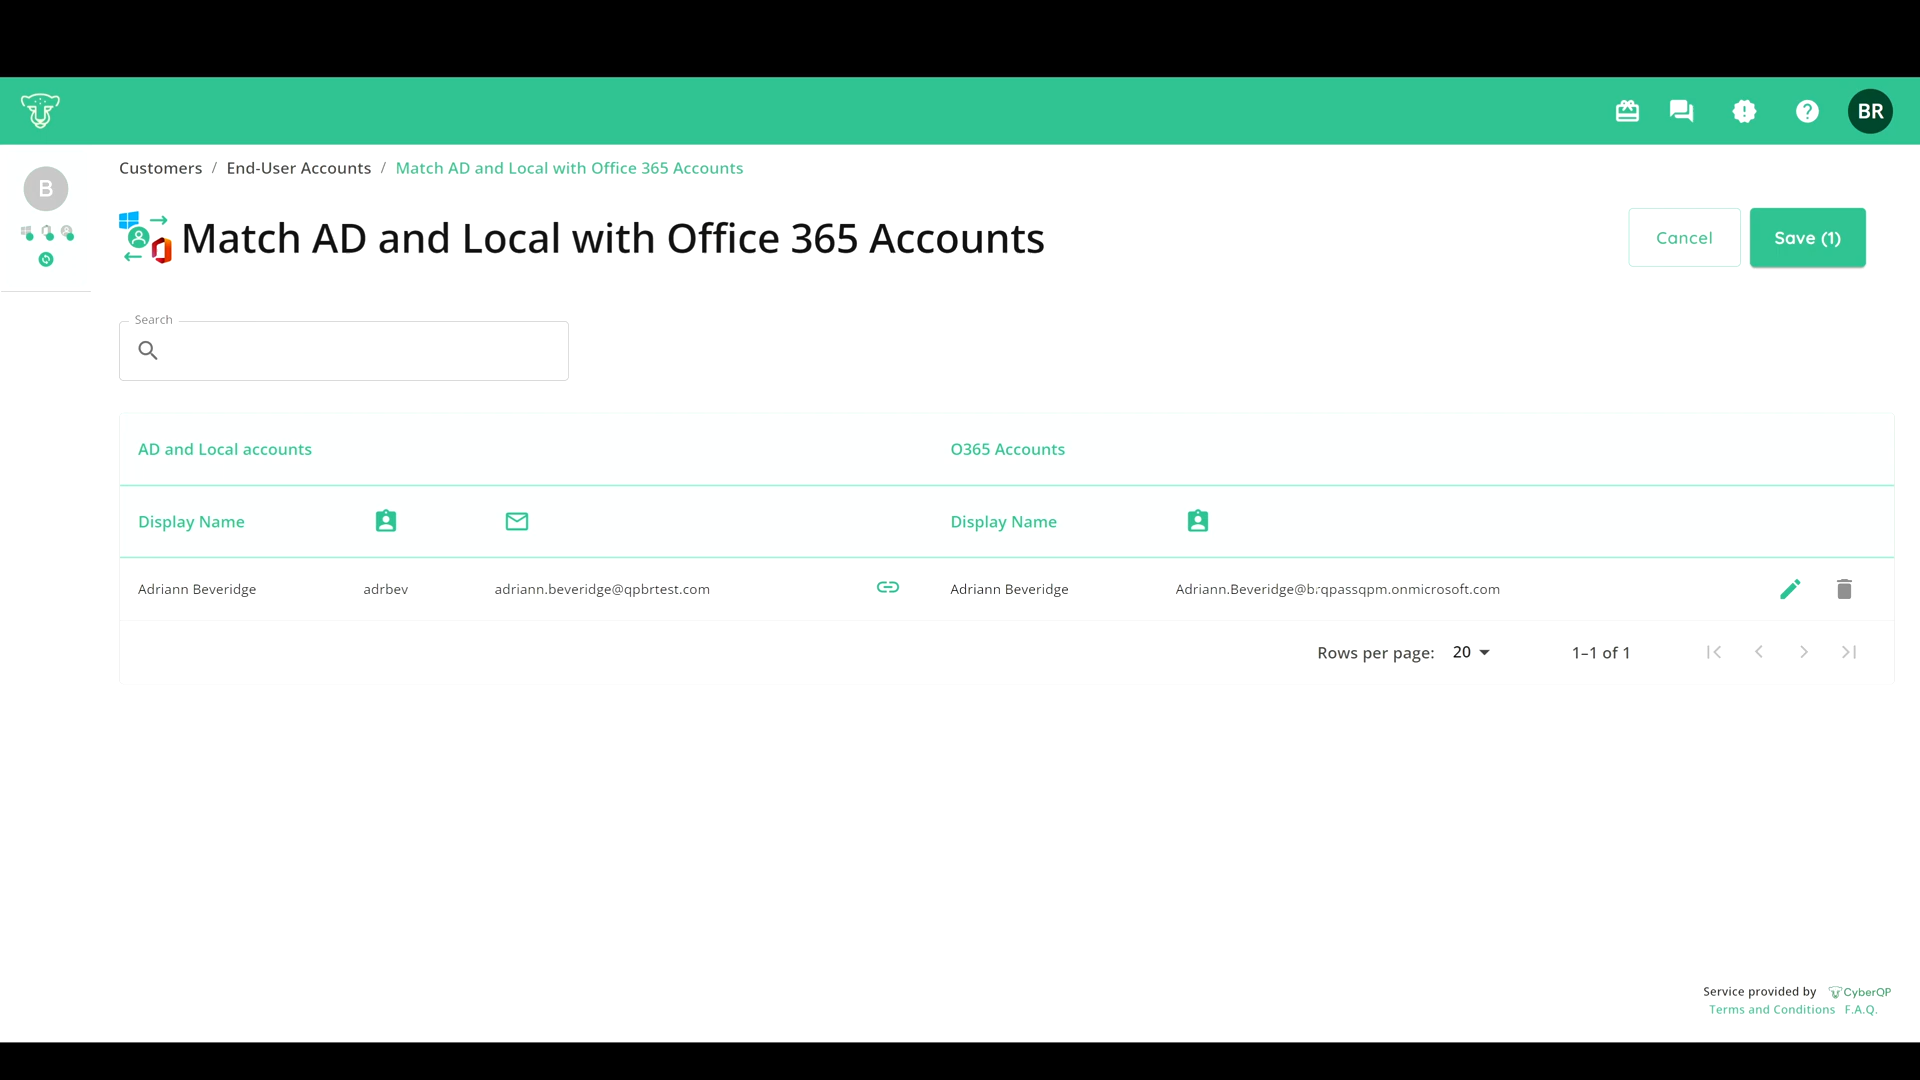 BR
B
Customers / End-User Accounts / Match AD and Local with Office 365 Accounts
Match AD and Local with Office 365 Accounts
Cancel
Save (1)
Search
AD and Local accounts
O365 Accounts
Display Name
Display Name
Adriann Beveridge adrbev adriann.beveridge@qpbrtest.com Adriann Beveridge
Rows per page: 20 1–1 of 1
Service provided by CyberQP
Terms and Conditions F.A.Q.